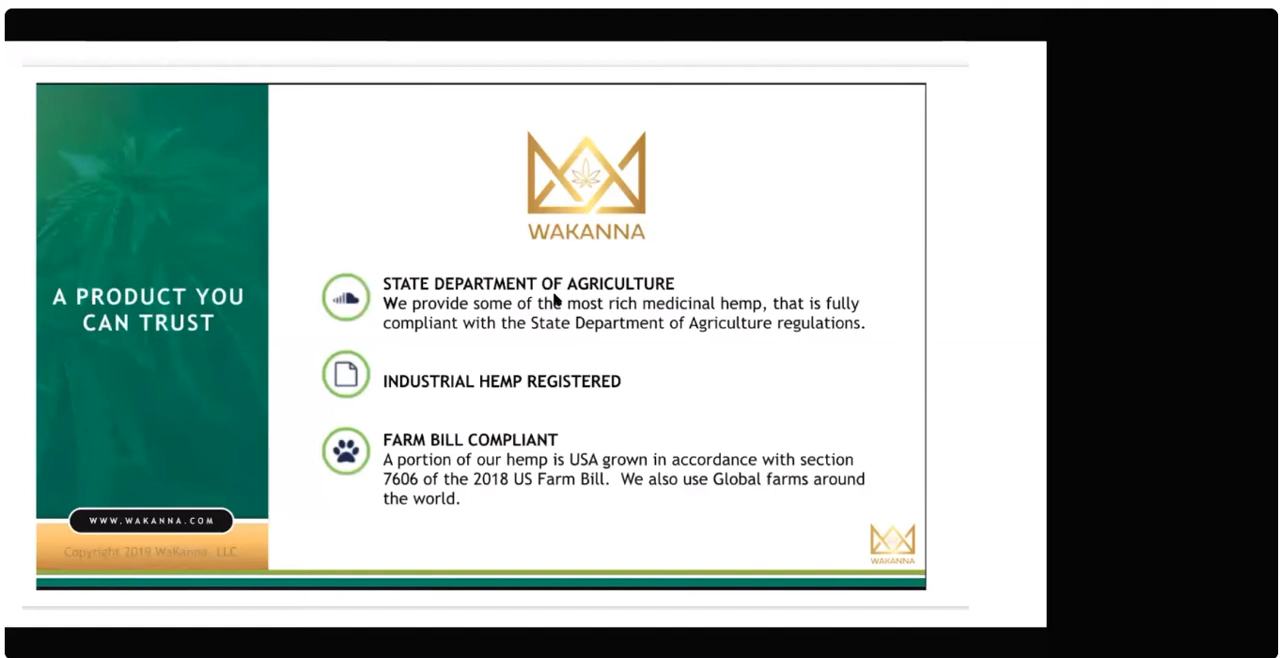 A PRODUCT YOU
CAN TRUST
WWW.WAKANNA.COM
Copyright 2019 WaKanna LLC
WAKANNA
STATE DEPARTMENT OF AGRICULTURE
We provide some of the most rich medicinal hemp, that is fully
compliant with the State Department of Agriculture regulations.
INDUSTRIAL HEMP REGISTERED
FARM BILL COMPLIANT
A portion of our hemp is USA grown in accordance with section
7606 of the 2018 US Farm Bill. We also use Global farms around
the world.
WAKANNA